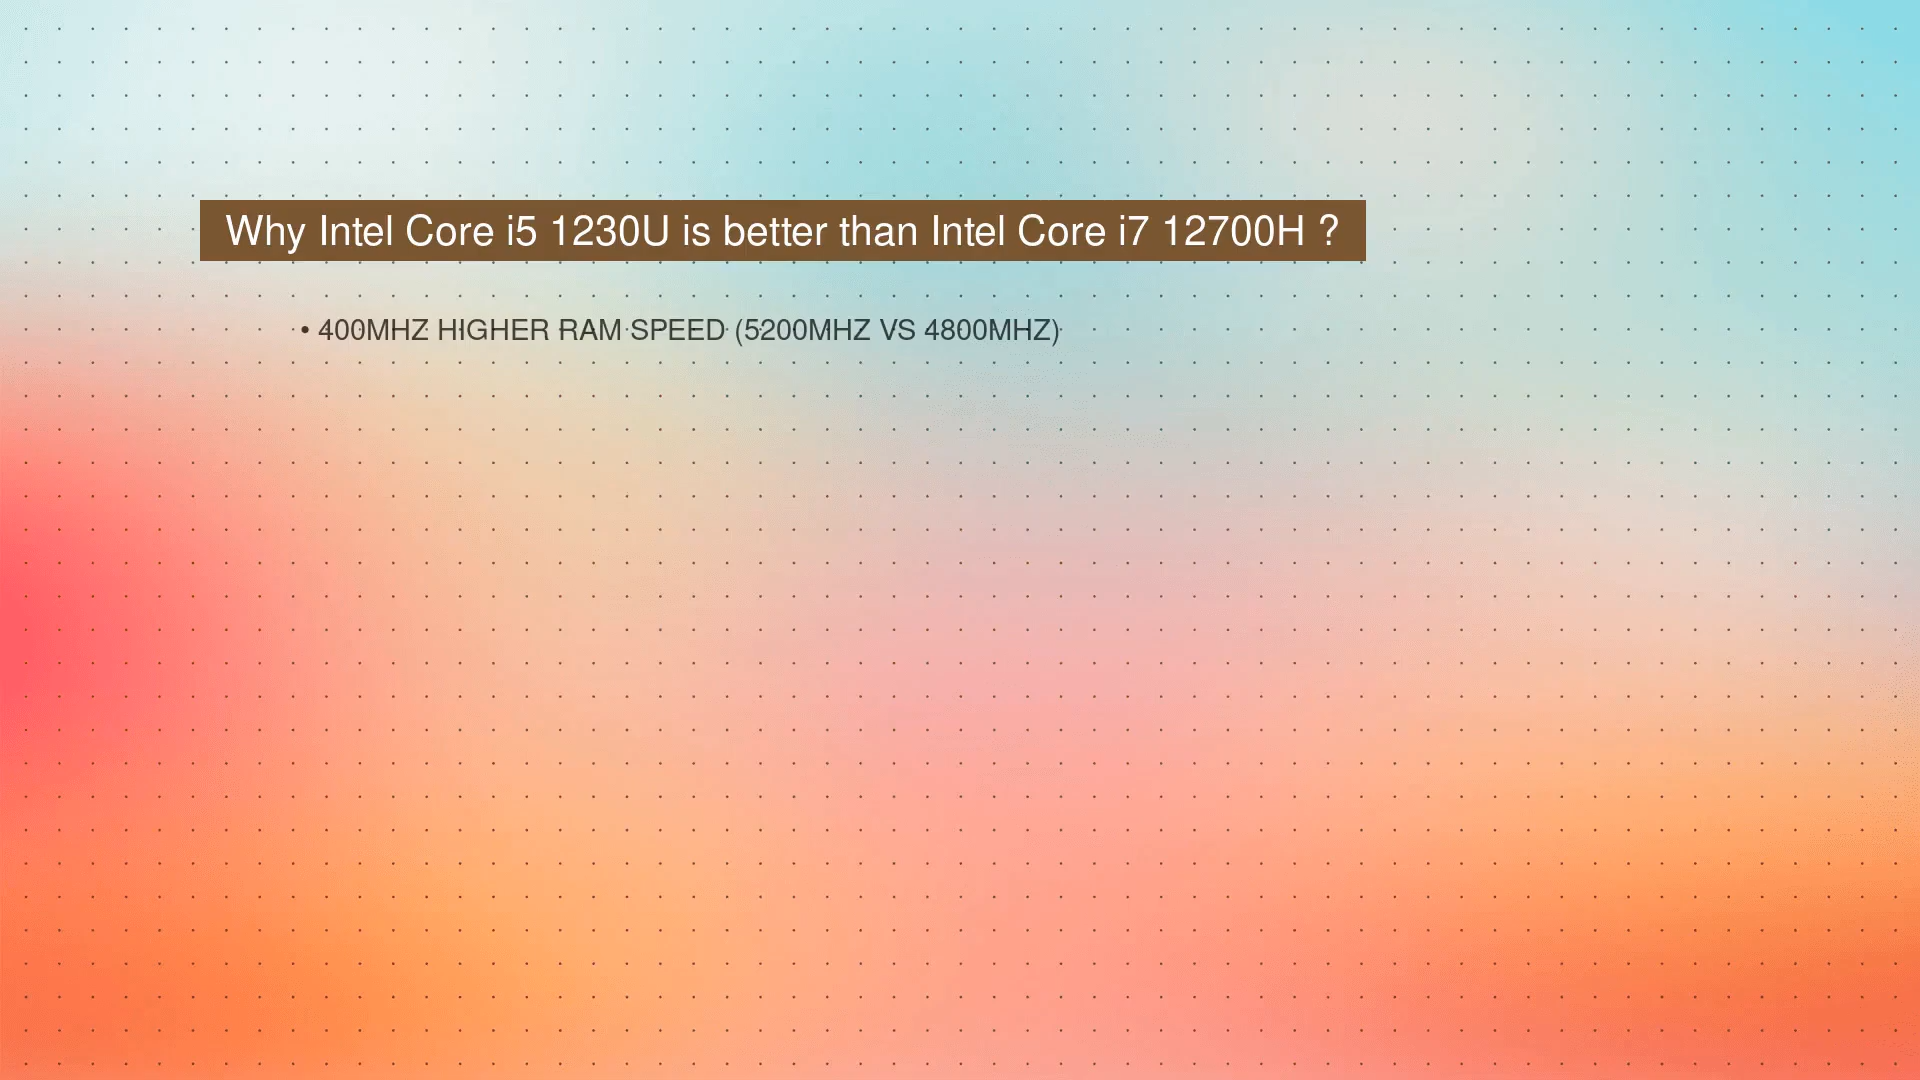 Why Intel Core i5 1230U is better than Intel Core i7 12700H ?
• 400MHZ HIGHER RAM SPEED (5200MHZ VS 4800MHZ)